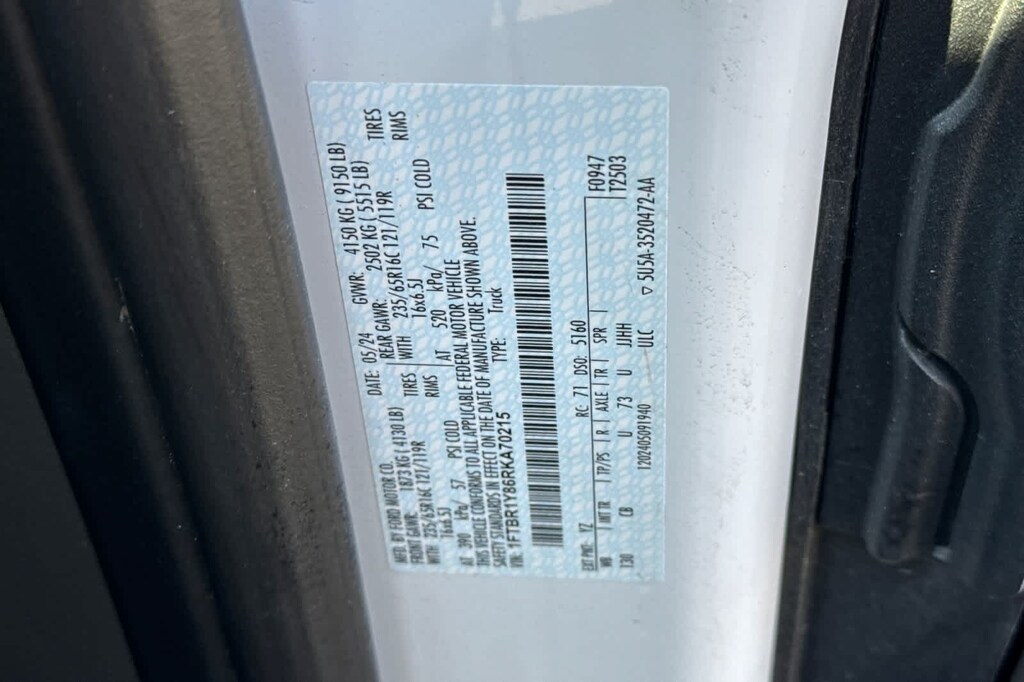 MFD. BY FORD MOTOR CO.
DATE: 05/24 GVWR: 4150 KG ( 9150 LB)
FRONT GAWR: 1873 KG ( 4130 LB) REAR GAWR: 2502 KG ( 5515 LB)
WITH 235/65R16C 121/119R TIRES WITH 235/65R16C 121/119R TIRES
16x6.5J RIMS 16x6.5J RIMS
AT 390 kPa/ 57 PSI COLD AT 520 kPa/ 75 PSI COLD
THIS VEHICLE CONFORMS TO ALL APPLICABLE FEDERAL MOTOR VEHICLE
SAFETY STANDARDS IN EFFECT ON THE DATE OF MANUFACTURE SHOWN ABOVE.
VIN: 1FTBR1Y86RKA70215 TYPE: Truck
EXT PNT: YZ RC: 71 DSO: 5160 F0947
WB INT TR TP/PS R AXLE TR SPR T2503
130 CB U 73 U JJHH
1202405091940 ULC ▽ 5U5A-3520472-AA